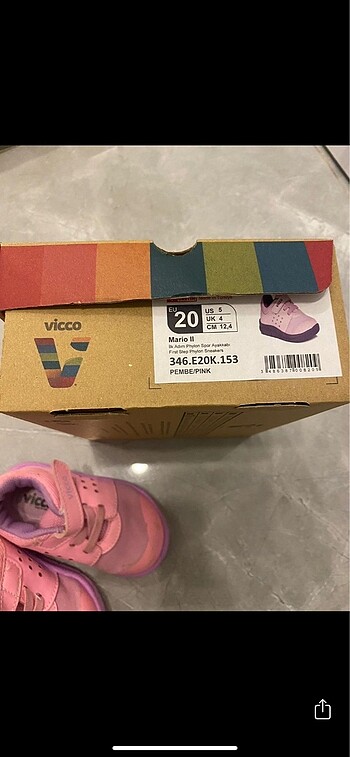 vicco
EU
20
US 5
UK 4
CM 12,4
Mario II
İlk Adım Phylon Spor Ayakkabı
First Step Phylon Sneakers
346.E20K.153
PEMBE/PINK
vicco